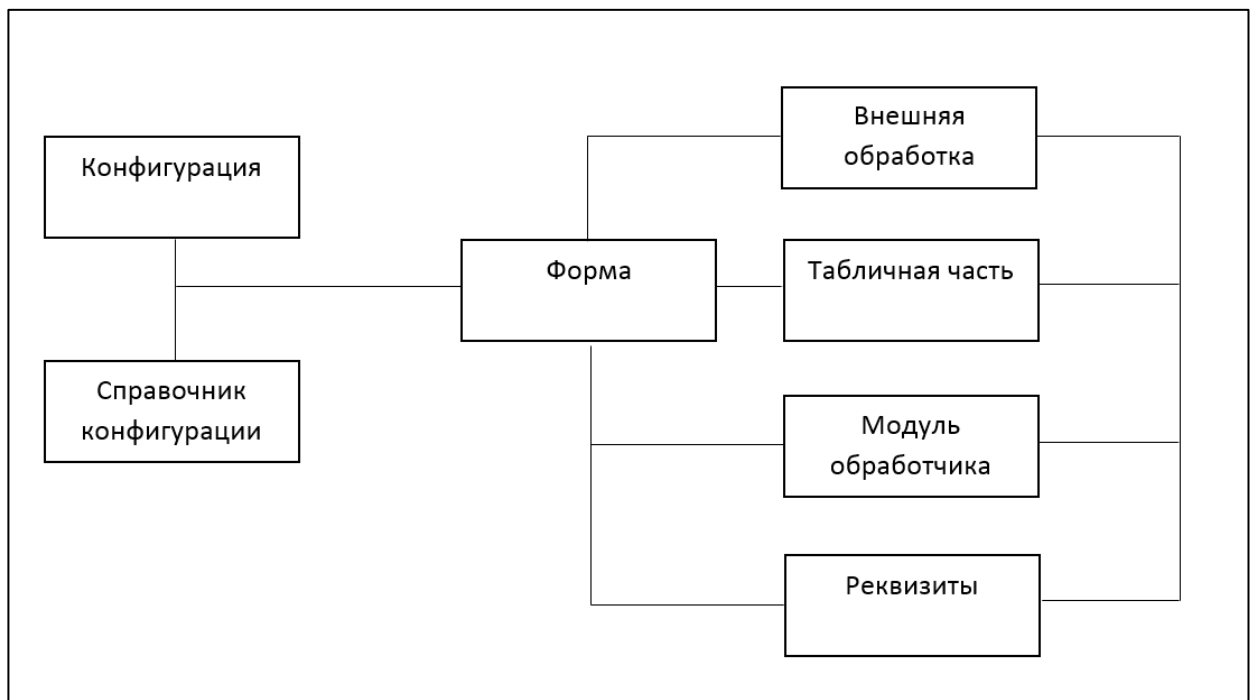 Внешняя
обработка
Конфигурация
Форма
Табличная часть
Справочник
конфигурации
Модуль
обработчика
Реквизиты